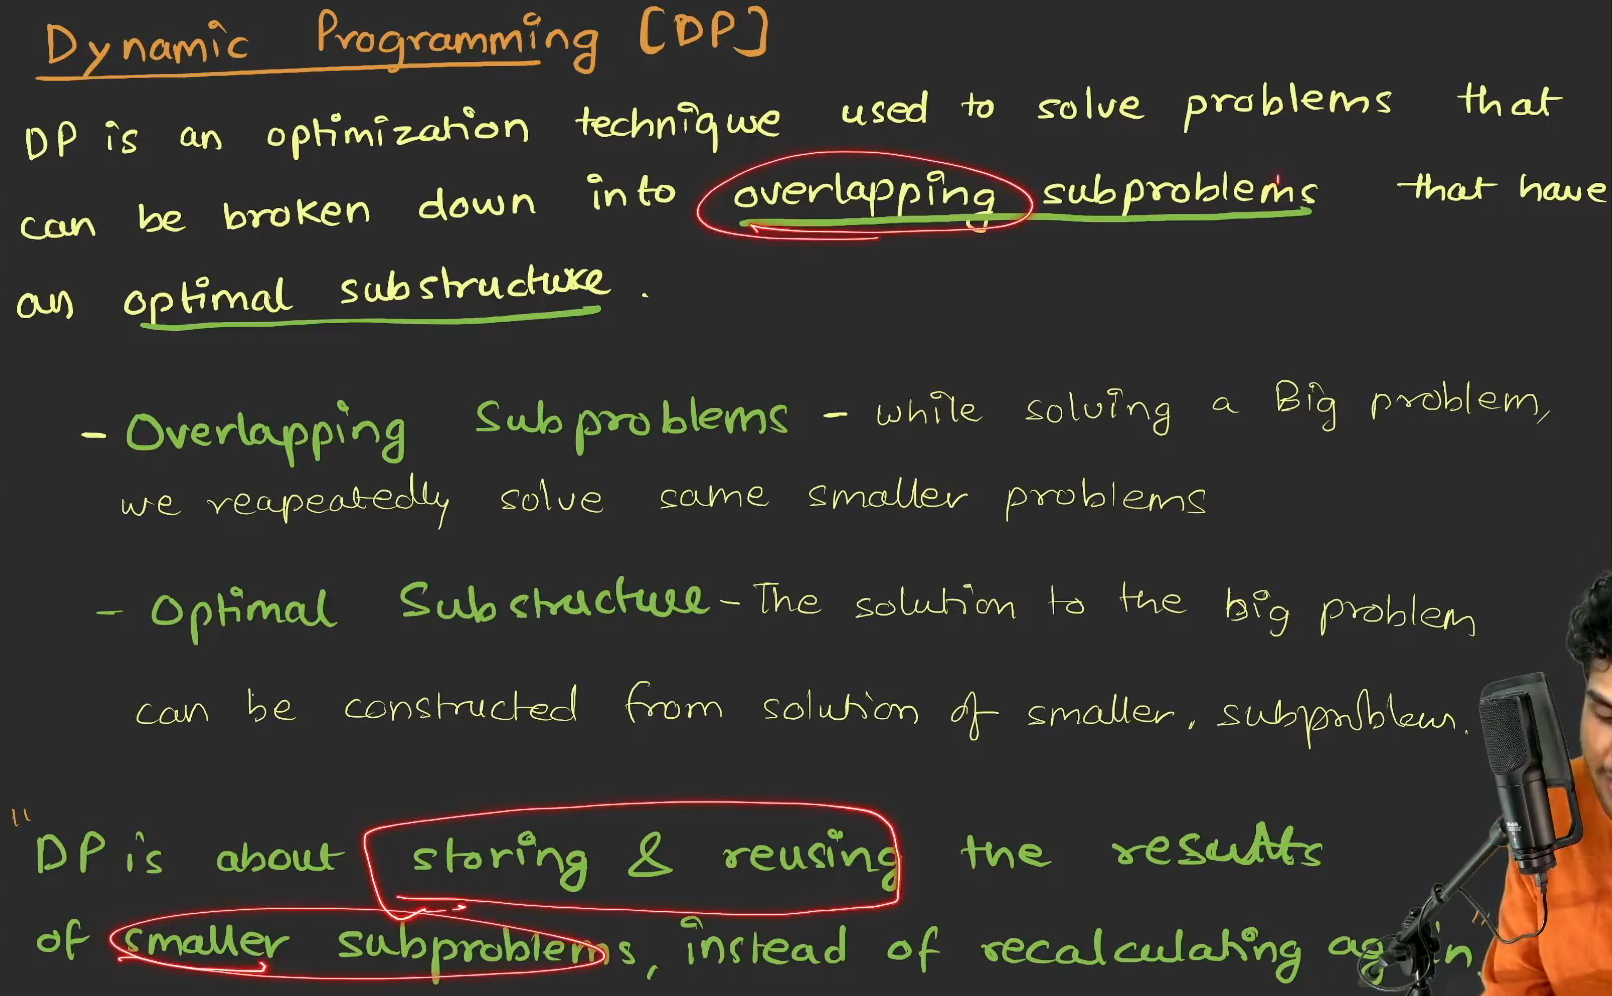 Dynamic Programming [DP]
DP is an optimization technique used to solve problems that
can be broken down into overlapping subproblems that have
an optimal substructure.
- Overlapping Subproblems - while solving a Big problem,
we reapeatedly solve same smaller problems
- Optimal Substructure - The solution to the big problem
can be constructed from solution of smaller, subproblem.
"DP is about storing & reusing the results
of smaller subproblems, instead of recalculating again"